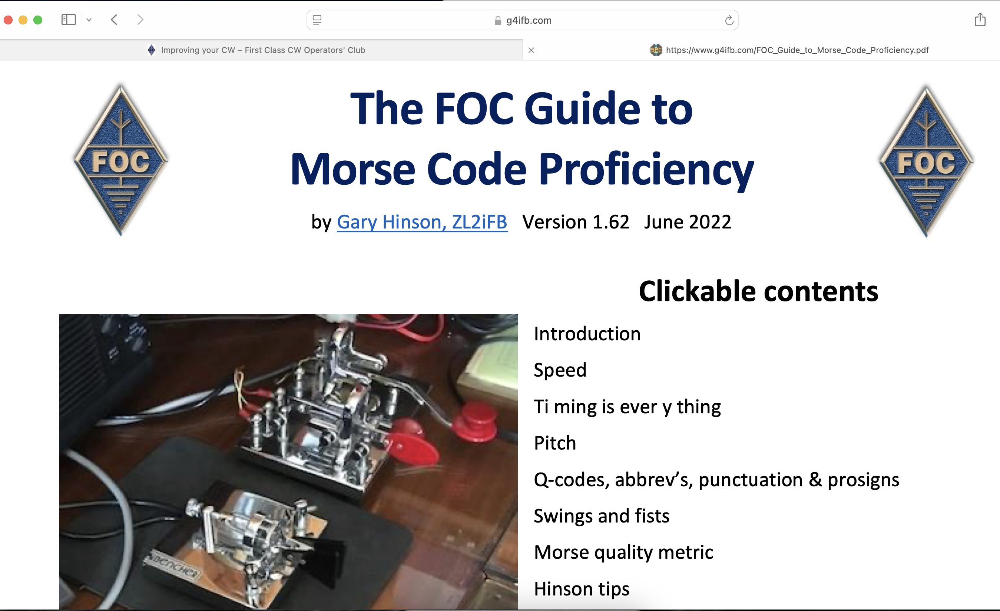 g4ifb.com
Improving your CW – First Class CW Operators' Club
https://www.g4ifb.com/FOC_Guide_to_Morse_Code_Proficiency.pdf
The FOC Guide to
Morse Code Proficiency
FOC
FOC
by Gary Hinson, ZL2iFB Version 1.62 June 2022
Clickable contents
Introduction
Speed
Ti ming is ever y thing
Pitch
Q-codes, abbrev’s, punctuation & prosigns
Swings and fists
Morse quality metric
Hinson tips
BENCHER